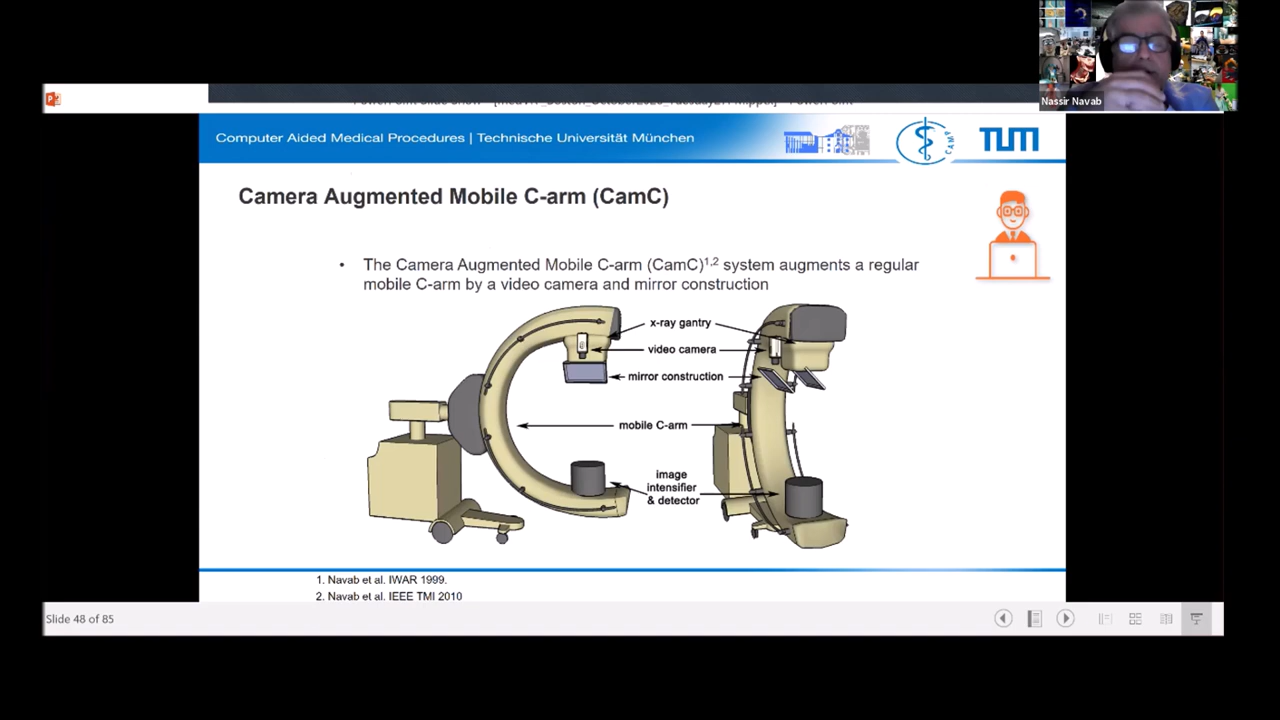 Nassir Navab
Computer Aided Medical Procedures | Technische Universität München
CAMP
TUM
Camera Augmented Mobile C-arm (CamC)
• The Camera Augmented Mobile C-arm (CamC)1,2 system augments a regular
mobile C-arm by a video camera and mirror construction
x-ray gantry
video camera
mirror construction
mobile C-arm
image
intensifier
& detector
1. Navab et al. IWAR 1999.
2. Navab et al. IEEE TMI 2010
Slide 48 of 85